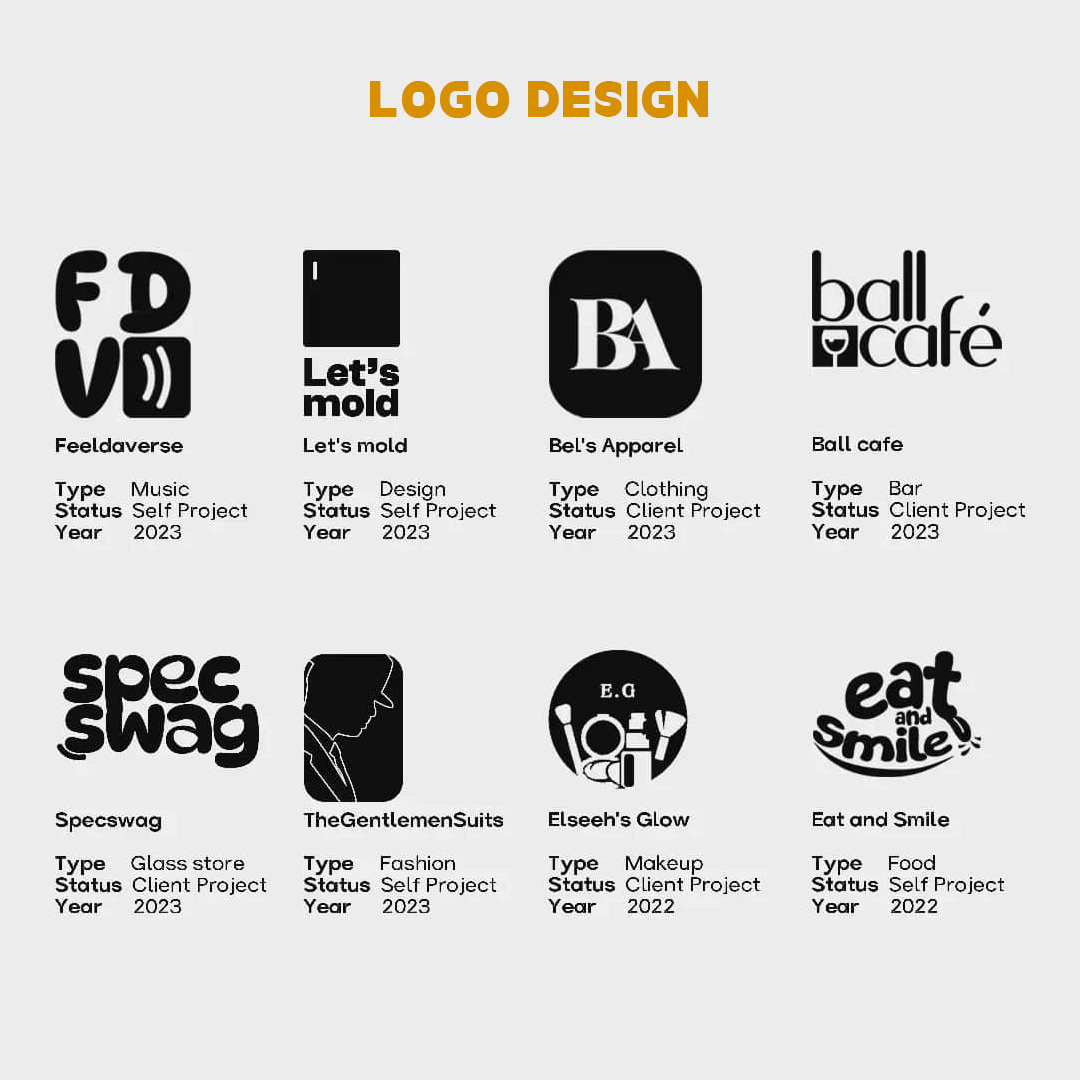 LOGO DESIGN
FD
V
Feeldaverse
Type Music
Status Self Project
Year 2023
Let's
mold
Let's mold
Type Design
Status Self Project
Year 2023
BA
Bel's Apparel
Type Clothing
Status Client Project
Year 2023
ball
café
Ball cafe
Type Bar
Status Client Project
Year 2023
spec
swag
Specswag
Type Glass store
Status Client Project
Year 2023
TheGentlemenSuits
Type Fashion
Status Self Project
Year 2023
E.G
Elseeh's Glow
Type Makeup
Status Client Project
Year 2022
eat
and
smile
Eat and Smile
Type Food
Status Self Project
Year 2022